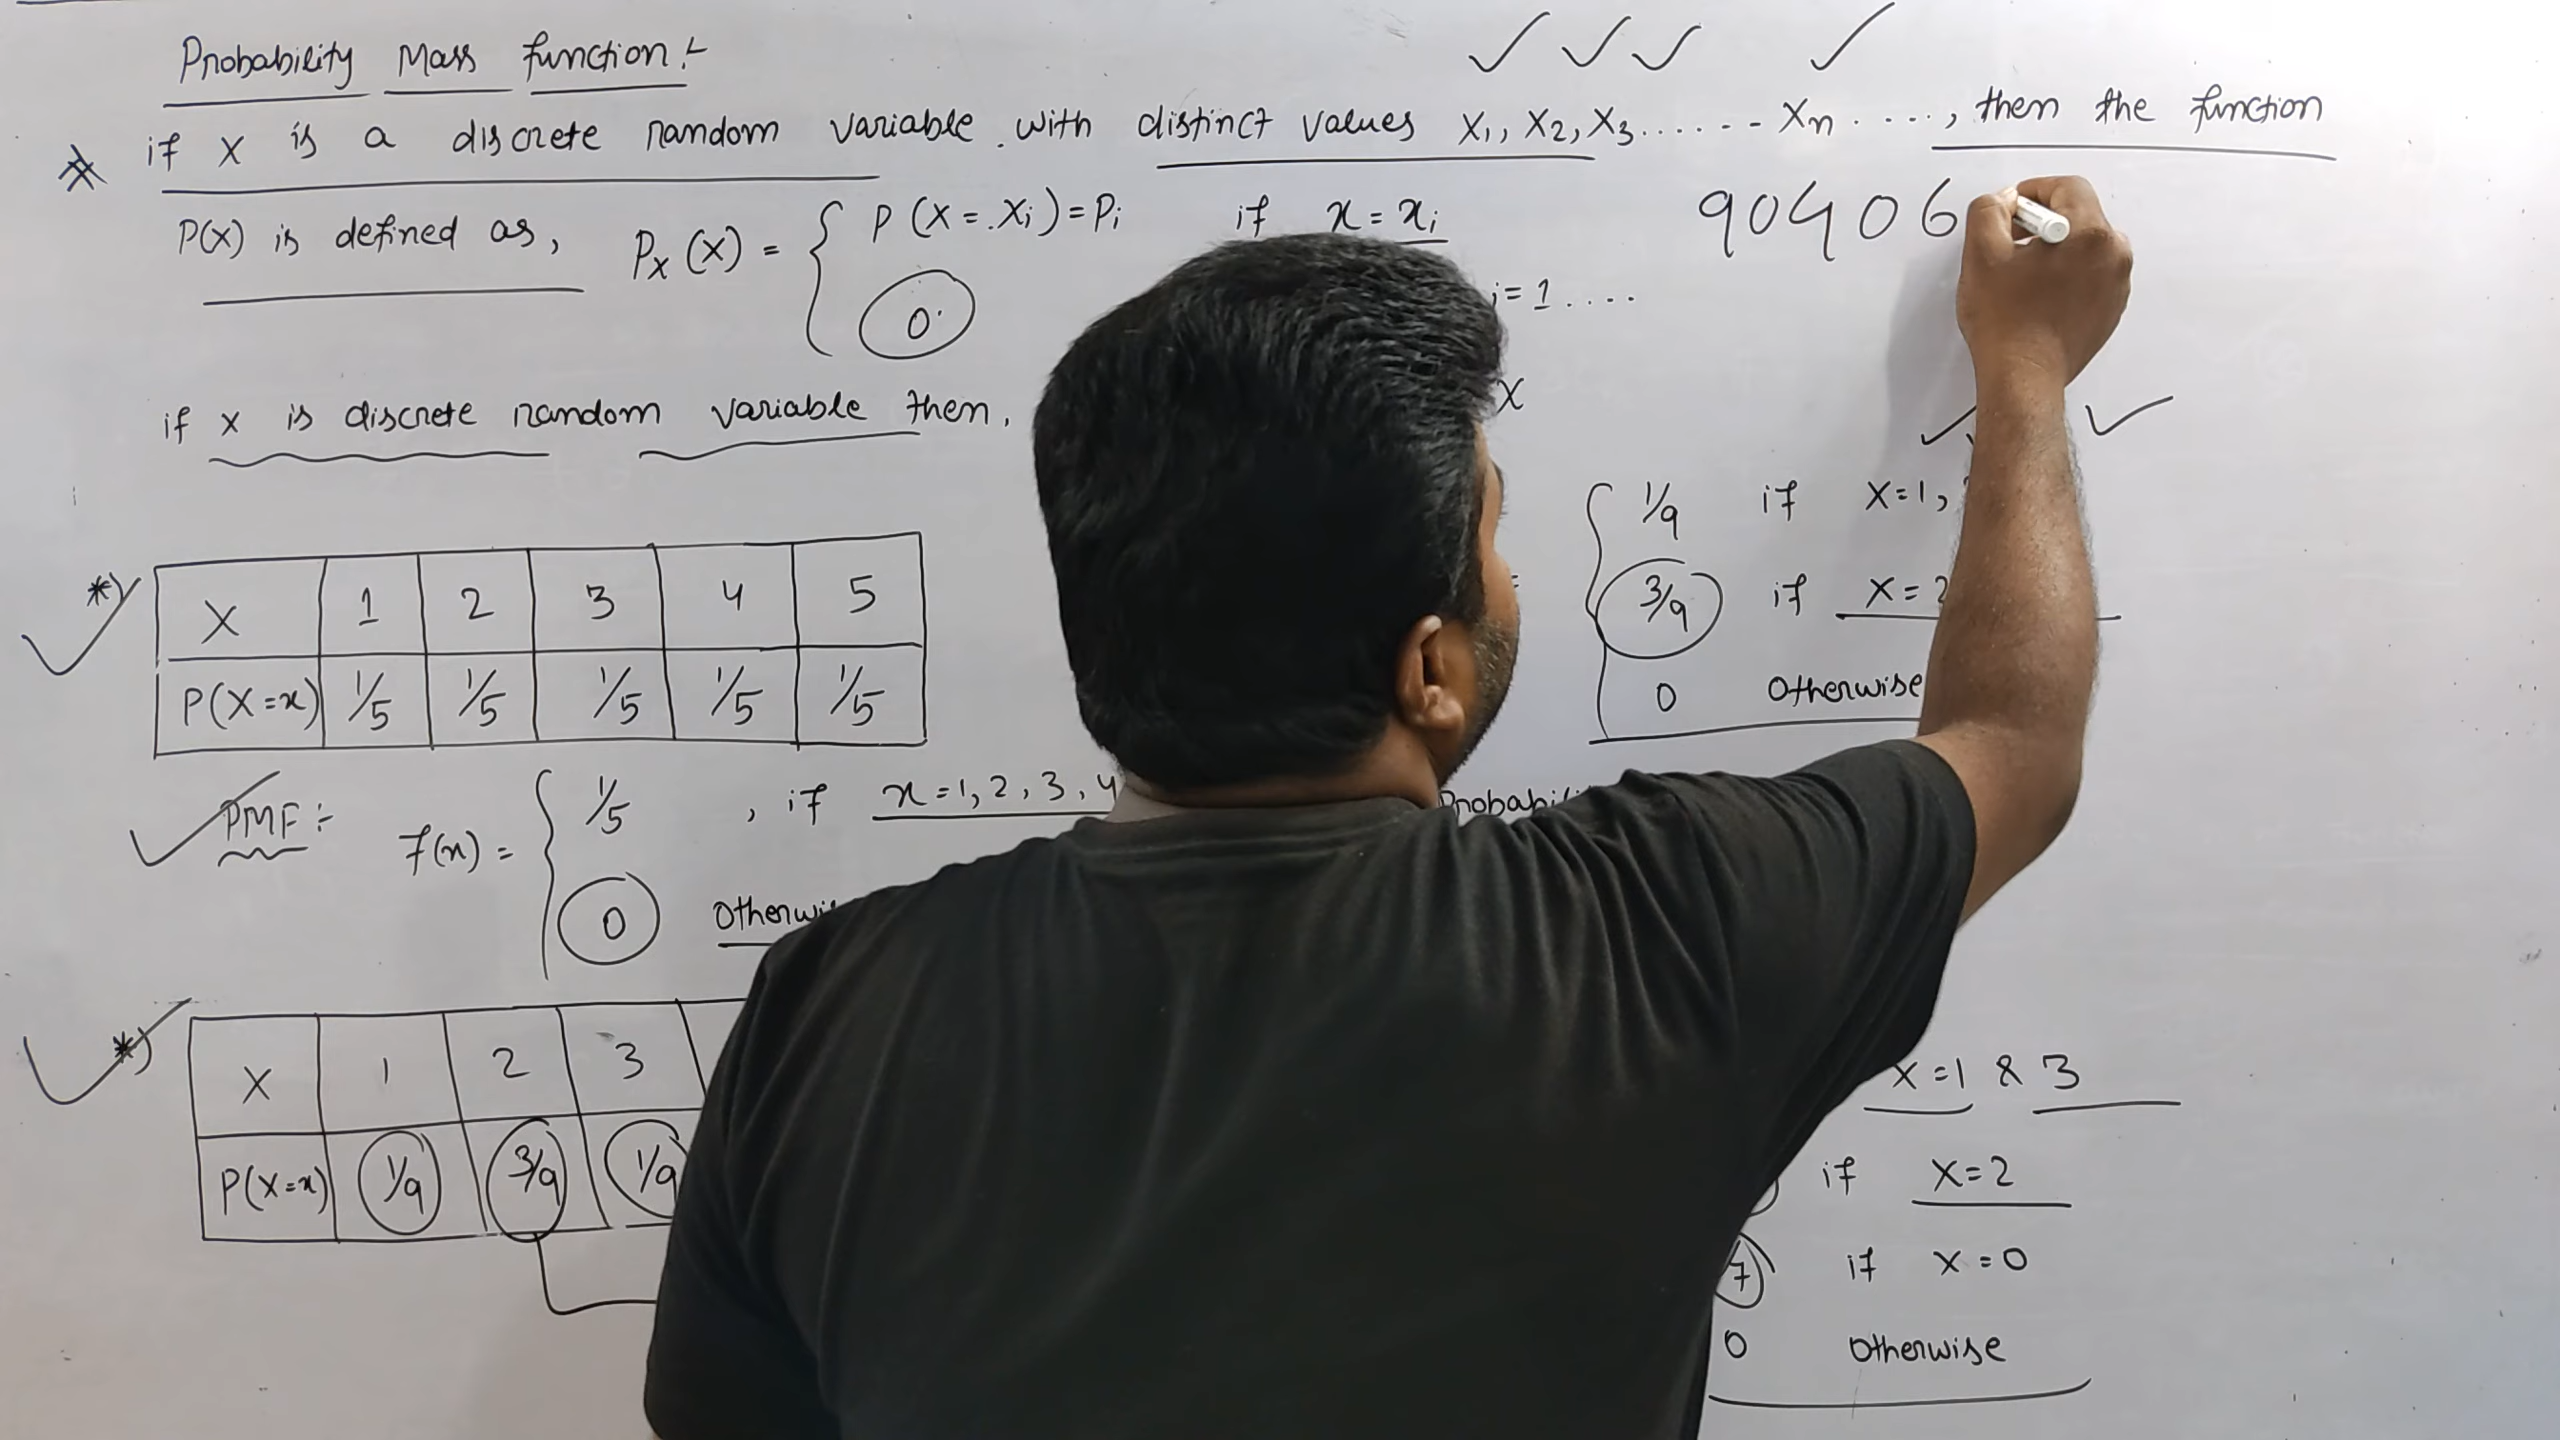 Probability Mass function :-
* if X is a discrete random variable with distinct values X1, X2, X3....... Xn ...., then the function
P(X) is defined as, Px (X) = { P (X = Xi) = Pi if x = xi
0 i = 1 ....
90406
if X is discrete random variable then, X
1/9 if X=1,
3/9 if X=2
0 Otherwise
*) X 1 2 3 4 5
P(X=x) 1/5 1/5 1/5 1/5 1/5
PMF :- f(x) = { 1/5 , if x=1, 2, 3, 4
0
*) X 1 2 3
P(X=x) 1/9 3/9 1/9
X=1 & 3
if X=2
7 if X=0
0 Otherwise